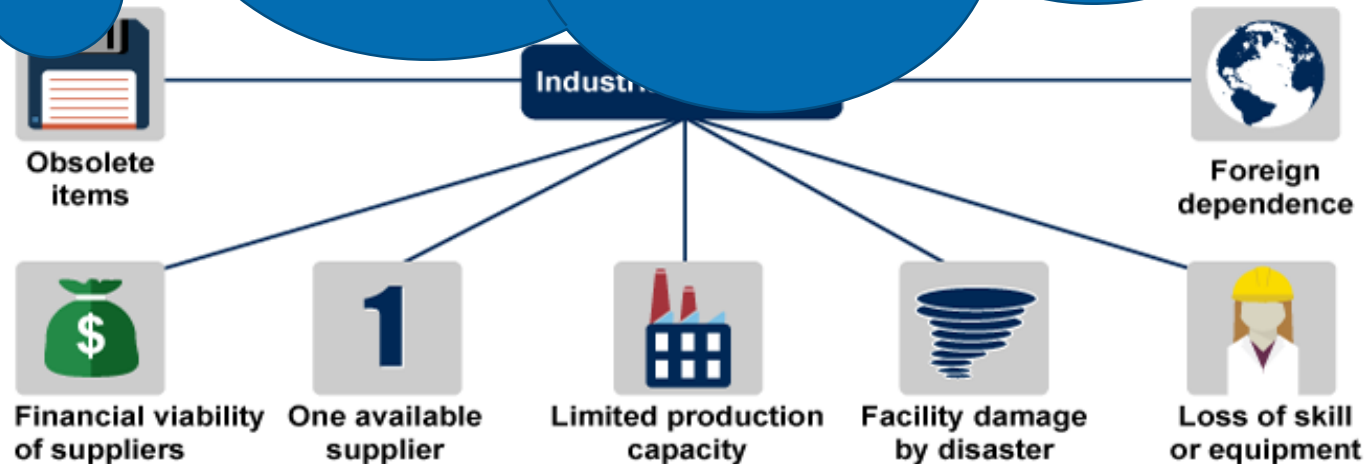 Obsolete
items
Foreign
dependence
$
1
Financial viability
of suppliers
One available
supplier
Limited production
capacity
Facility damage
by disaster
Loss of skill
or equipment